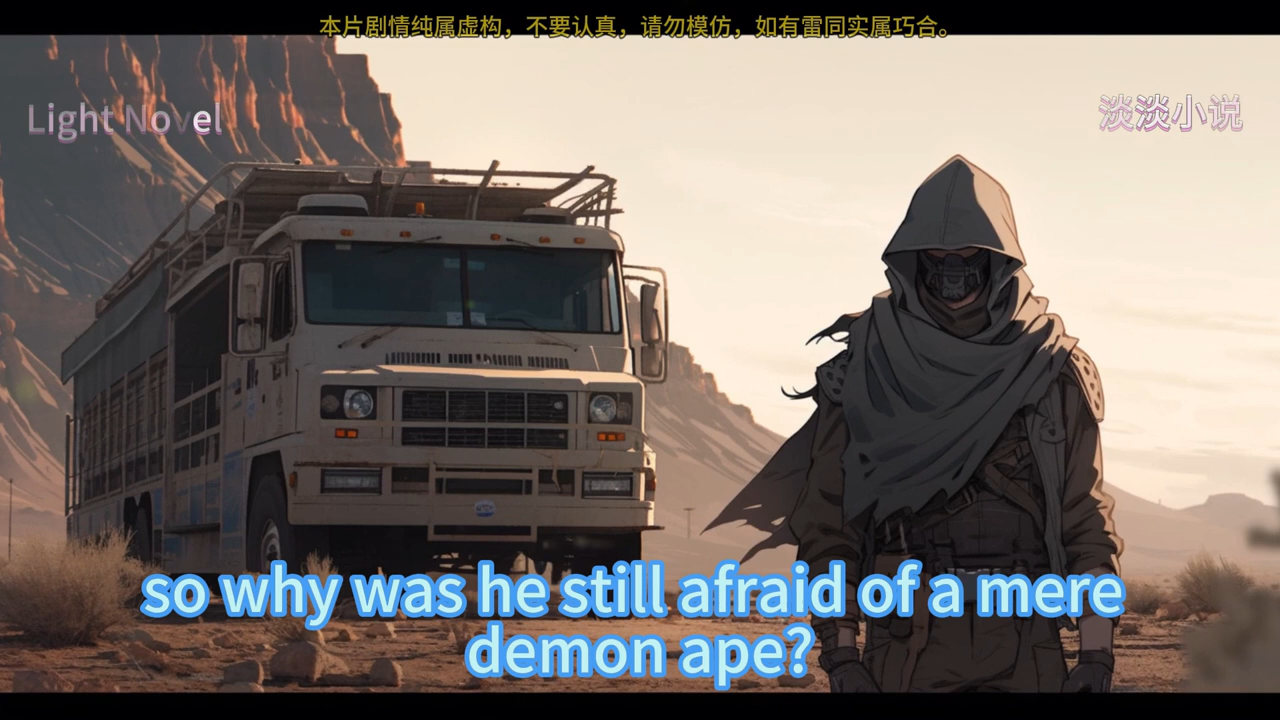 本片剧情纯属虚构，不要认真，请勿模仿，如有雷同实属巧合。
Light Novel
淡淡小说
so why was he still afraid of a mere
demon ape?